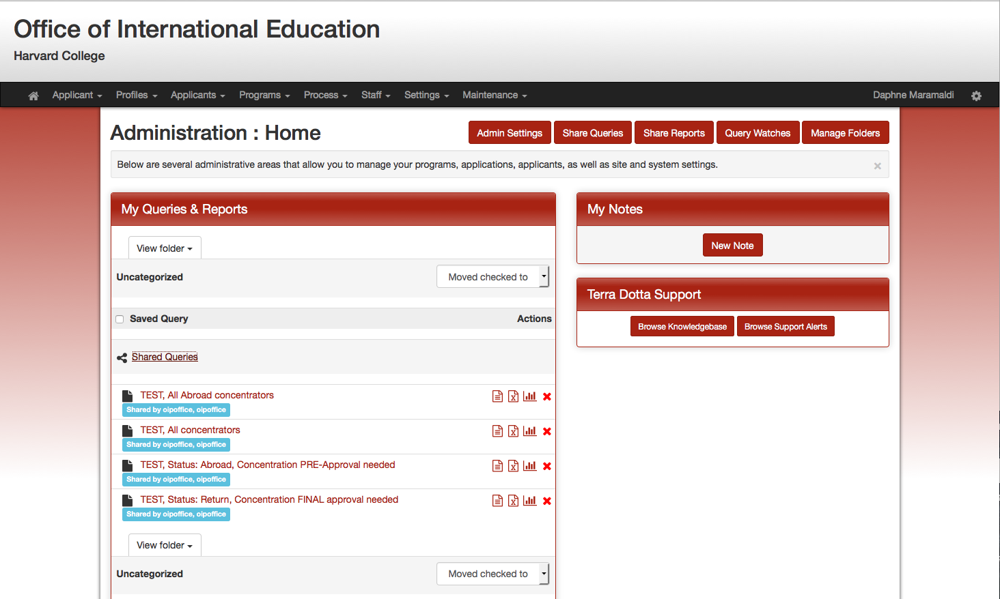 Office of International Education
Harvard College
Applicant Profiles Applicants Programs Process Staff Settings Maintenance Daphne Maramaldi
Administration : Home
Admin Settings Share Queries Share Reports Query Watches Manage Folders
Below are several administrative areas that allow you to manage your programs, applications, applicants, as well as site and system settings.
My Queries & Reports
View folder
Uncategorized Moved checked to
Saved Query Actions
Shared Queries
TEST, All Abroad concentrators
Shared by oipoffice, oipoffice
TEST, All concentrators
Shared by oipoffice, oipoffice
TEST, Status: Abroad, Concentration PRE-Approval needed
Shared by oipoffice, oipoffice
TEST, Status: Return, Concentration FINAL approval needed
Shared by oipoffice, oipoffice
View folder
Uncategorized Moved checked to
My Notes
New Note
Terra Dotta Support
Browse Knowledgebase Browse Support Alerts